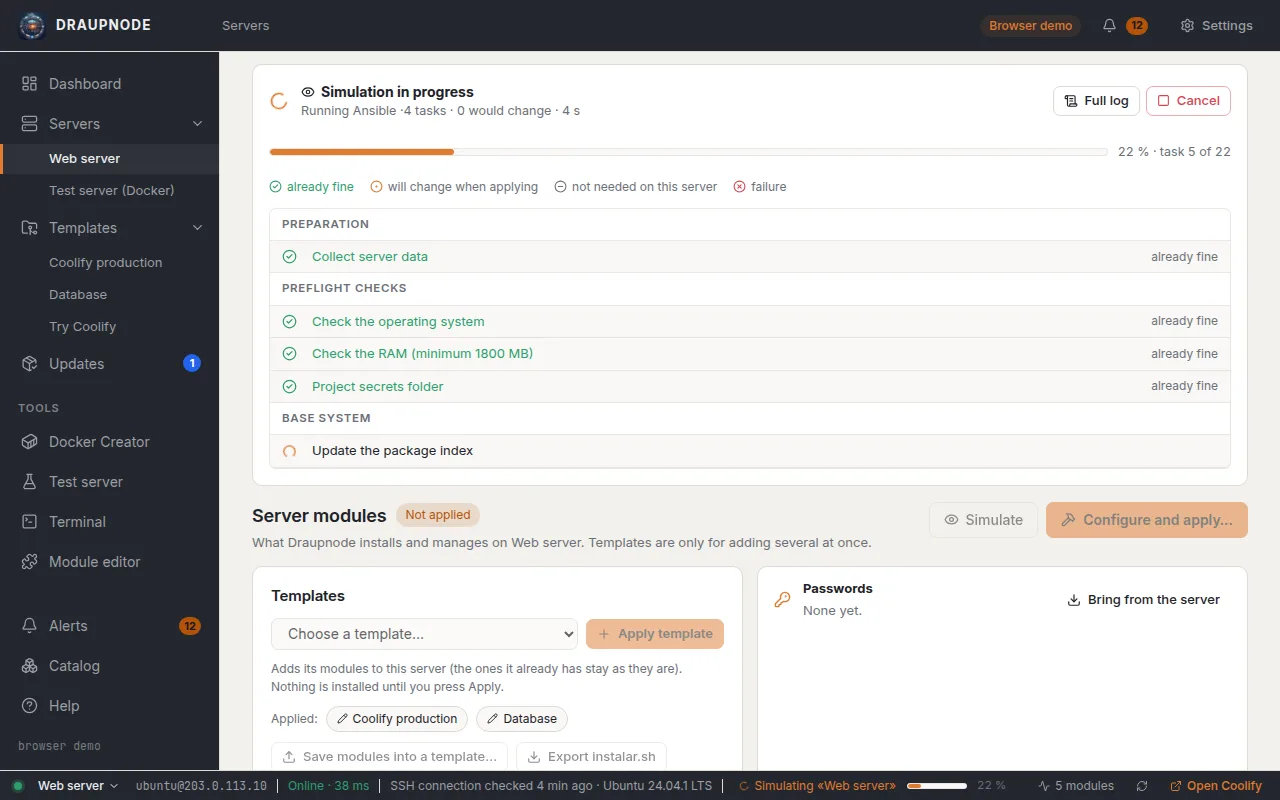 DRAUPNODE
Servers
Browser demo
12
Settings
Dashboard
Servers
Web server
Test server (Docker)
Templates
Coolify production
Database
Try Coolify
Updates
1
TOOLS
Docker Creator
Test server
Terminal
Module editor
Alerts
12
Catalog
Help
browser demo
Simulation in progress
Running Ansible ·4 tasks · 0 would change · 4 s
Full log
Cancel
22 % · task 5 of 22
already fine
will change when applying
not needed on this server
failure
PREPARATION
Collect server data
already fine
PREFLIGHT CHECKS
Check the operating system
already fine
Check the RAM (minimum 1800 MB)
already fine
Project secrets folder
already fine
BASE SYSTEM
Update the package index
Server modules
Not applied
Simulate
Configure and apply...
What Draupnode installs and manages on Web server. Templates are only for adding several at once.
Templates
Choose a template...
Apply template
Adds its modules to this server (the ones it already has stay as they are).
Nothing is installed until you press Apply.
Applied:
Coolify production
Database
Save modules into a template...
Export instalar.sh
Passwords
None yet.
Bring from the server
Web server
ubuntu@203.0.113.10
Online · 38 ms
SSH connection checked 4 min ago · Ubuntu 24.04.1 LTS
Simulating «Web server»
22 %
5 modules
Open Coolify